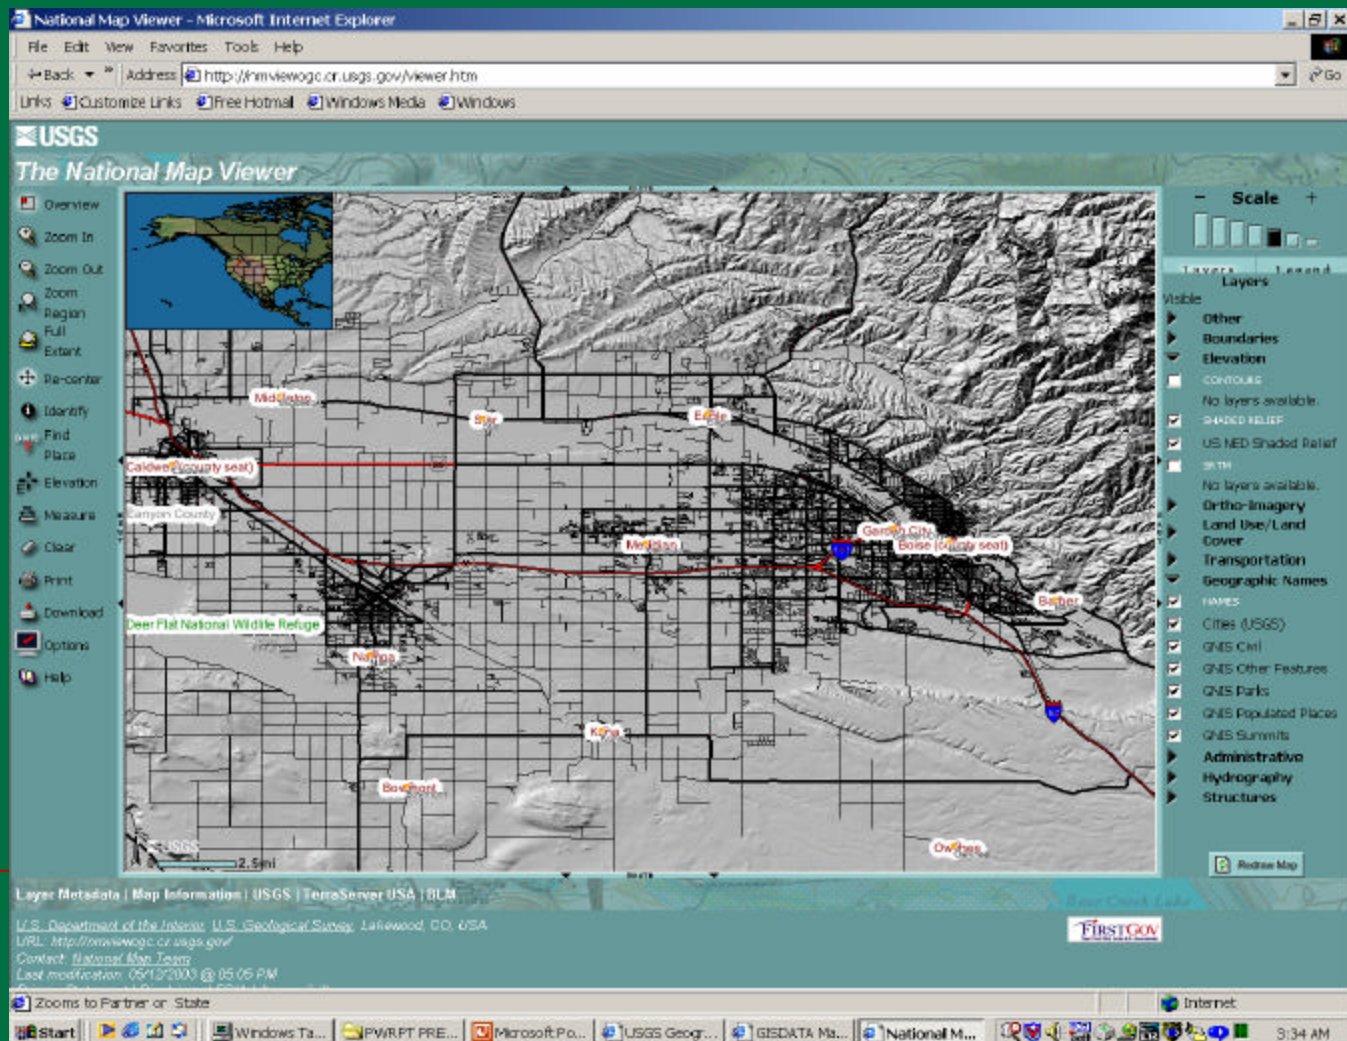 National Map Viewer - Microsoft Internet Explorer
File Edit View Favorites Tools Help
Back Address http://nmviewogc.cr.usgs.gov/viewer.htm Go
Links Customize Links Free Hotmail Windows Media Windows
USGS
The National Map Viewer
Overview
Zoom In
Zoom Out
Zoom
Region
Full
Extent
Re-center
Identify
Find
Place
Elevation
Measure
Clear
Print
Download
Options
Help
Middleton
Star
Eagle
Caldwell (county seat)
Canyon County
Garden City
Meridian
Boise (county seat)
Barber
Deer Flat National Wildlife Refuge
Nampa
Kuna
Bowmont
Owyhee
USGS
2.5mi
- Scale +
Layers Legend
Layers
Visible
Other
Boundaries
Elevation
CONTOURS
No layers available.
SHADED RELIEF
US NED Shaded Relief
SRTM
No layers available.
Ortho-Imagery
Land Use/Land
Cover
Transportation
Geographic Names
NAMES
Cities (USGS)
GNIS Civil
GNIS Other Features
GNIS Parks
GNIS Populated Places
GNIS Summits
Administrative
Hydrography
Structures
Redraw Map
Layer Metadata | Map Information | USGS | TerraServer USA | BLM
U.S. Department of the Interior, U.S. Geological Survey, Lakewood, CO, USA
URL: http://nmviewogc.cr.usgs.gov/
Contact: National Map Team
Last modification: 05/12/2003 @ 05:05 PM
FIRSTGOV
Zooms to Partner or State
Internet
Start Windows Ta... PWRPT PRE... Microsoft Po... USGS Geogr... GISDATA Ma... National M... 3:34 AM